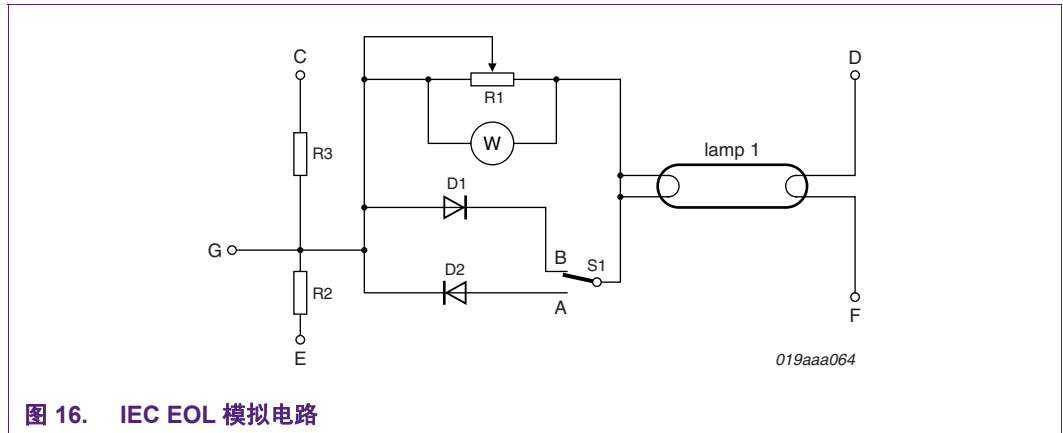 C
D
R1
W
R3
lamp 1
D1
G
B
S1
D2
R2
A
F
E
019aaa064
图 16. IEC EOL 模拟电路